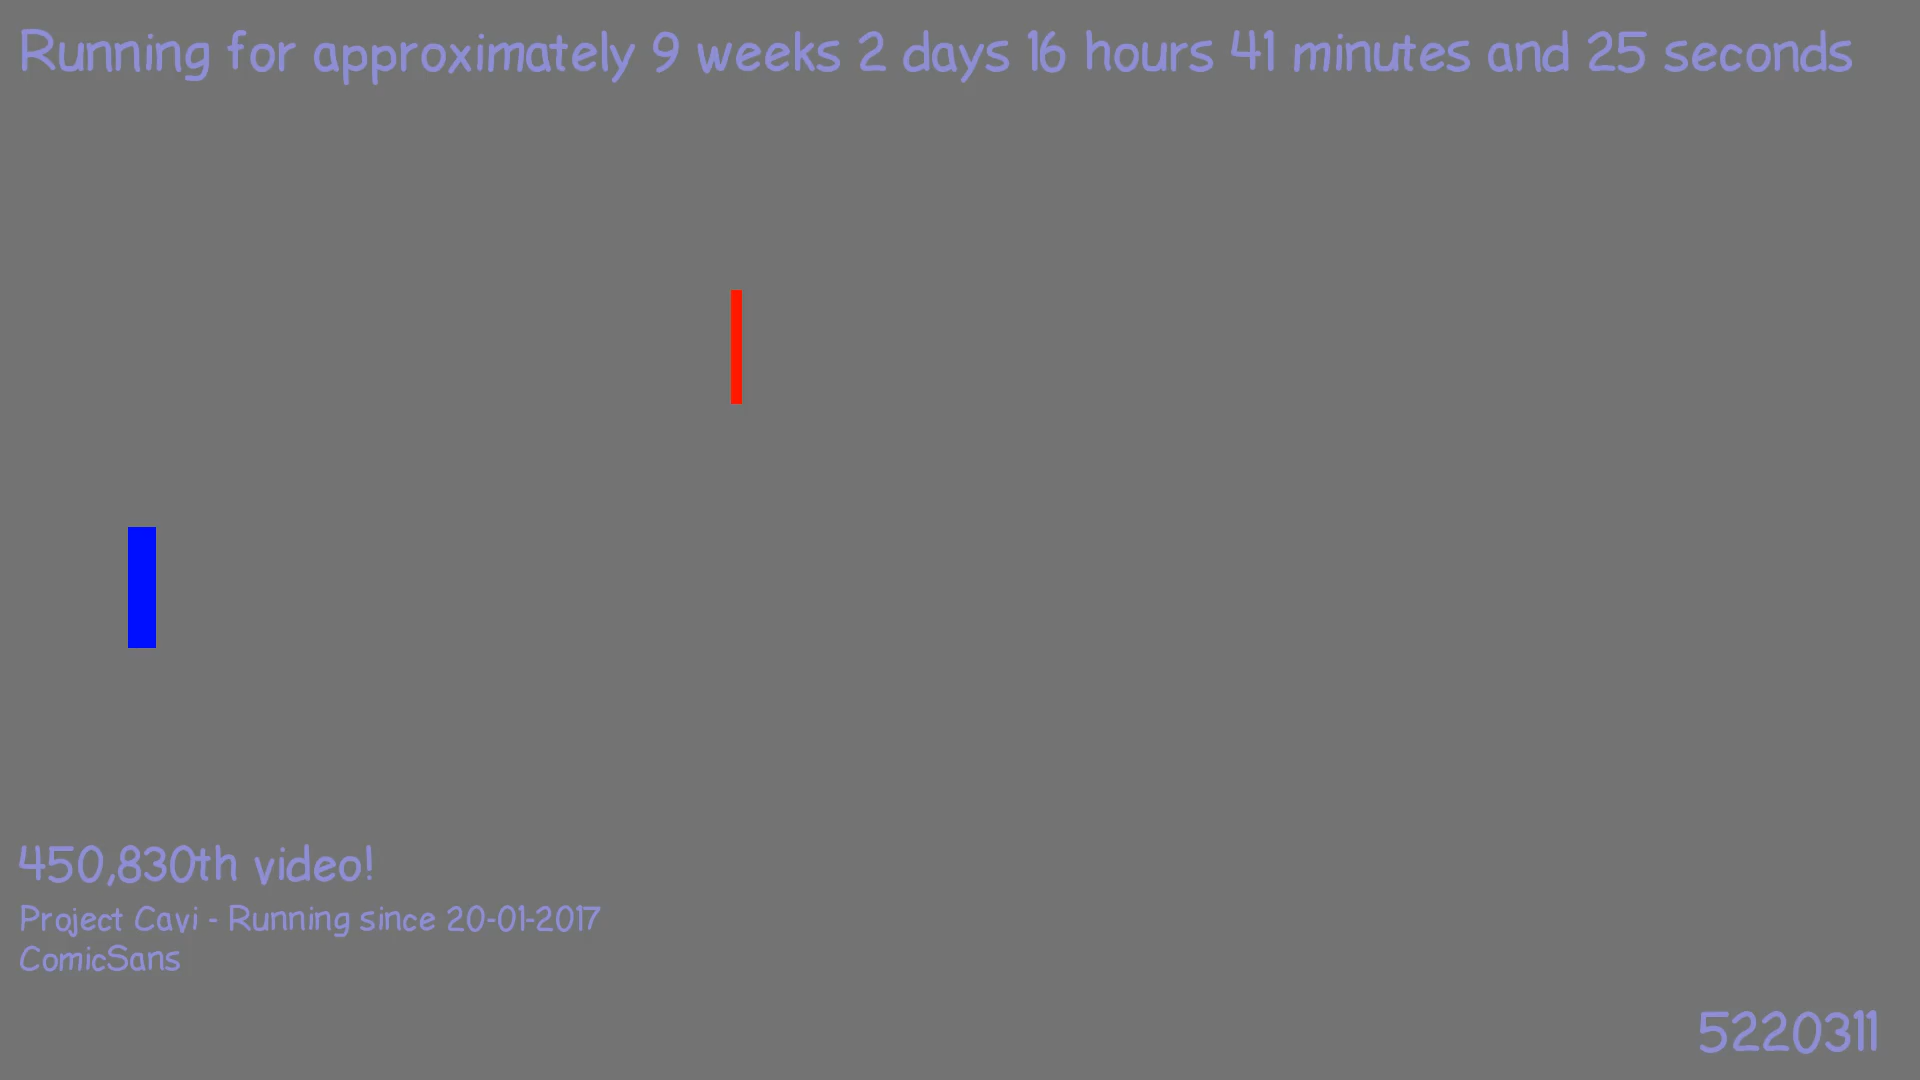 Running for approximately 9 weeks 2 days 16 hours 41 minutes and 25 seconds
450,830th video!
Project Cavi - Running since 20-01-2017
ComicSans
5220311